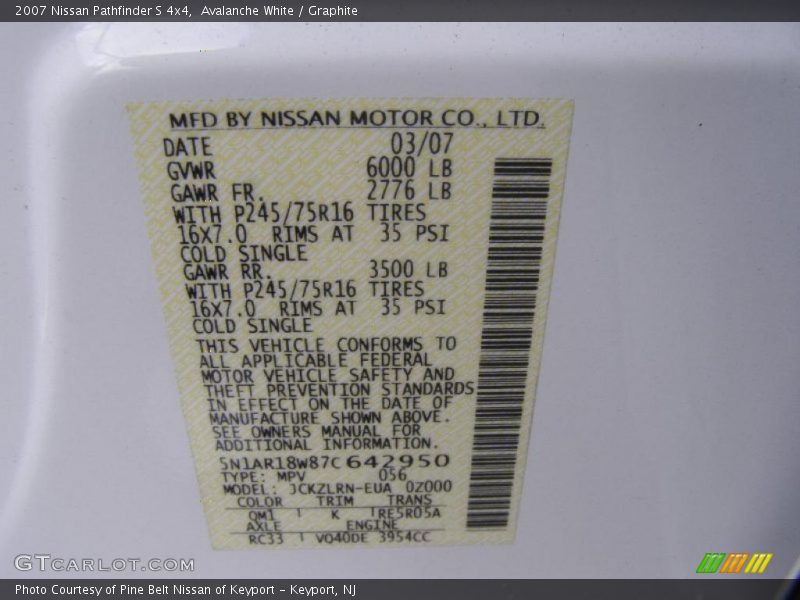 2007 Nissan Pathfinder S 4x4,  Avalanche White / Graphite
MFD BY NISSAN MOTOR CO., LTD.
DATE 03/07
GVWR 6000 LB
GAWR FR. 2776 LB
WITH P245/75R16 TIRES
16X7.0 RIMS AT 35 PSI
COLD SINGLE
GAWR RR. 3500 LB
WITH P245/75R16 TIRES
16X7.0 RIMS AT 35 PSI
COLD SINGLE
THIS VEHICLE CONFORMS TO
ALL APPLICABLE FEDERAL
MOTOR VEHICLE SAFETY AND
THEFT PREVENTION STANDARDS
IN EFFECT ON THE DATE OF
MANUFACTURE SHOWN ABOVE.
SEE OWNERS MANUAL FOR
ADDITIONAL INFORMATION.
5N1AR18W87C642950
TYPE: MPV 056
MODEL: JCKZLRN-EUA 0Z000
COLOR TRIM TRANS
QM1 K RE5R05A
AXLE ENGINE
RC33 VQ40DE 3954CC
GTCARLOT.COM
Photo Courtesy of Pine Belt Nissan of Keyport – Keyport, NJ